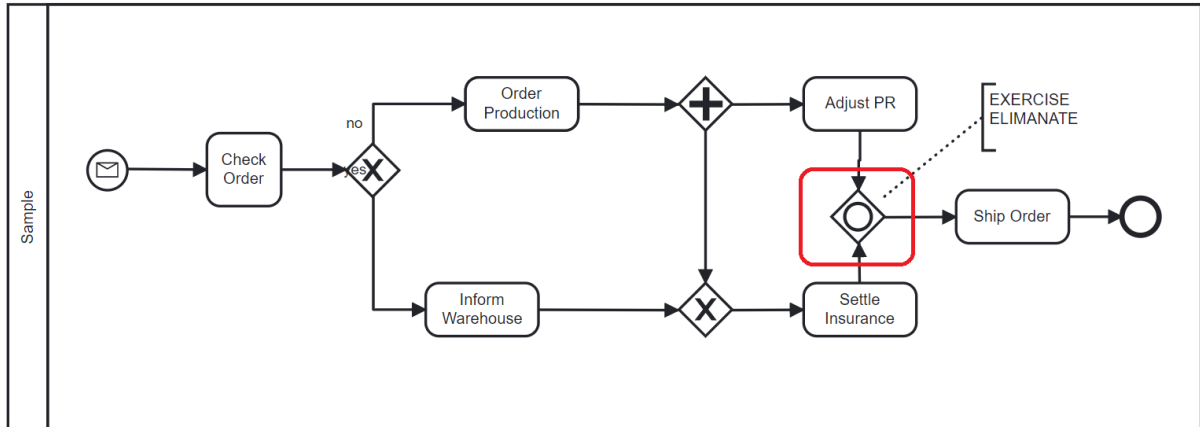 Sample
Check
Order
no
yes
Order
Production
Inform
Warehouse
Adjust PR
Settle
Insurance
EXERCISE
ELIMANATE
Ship Order